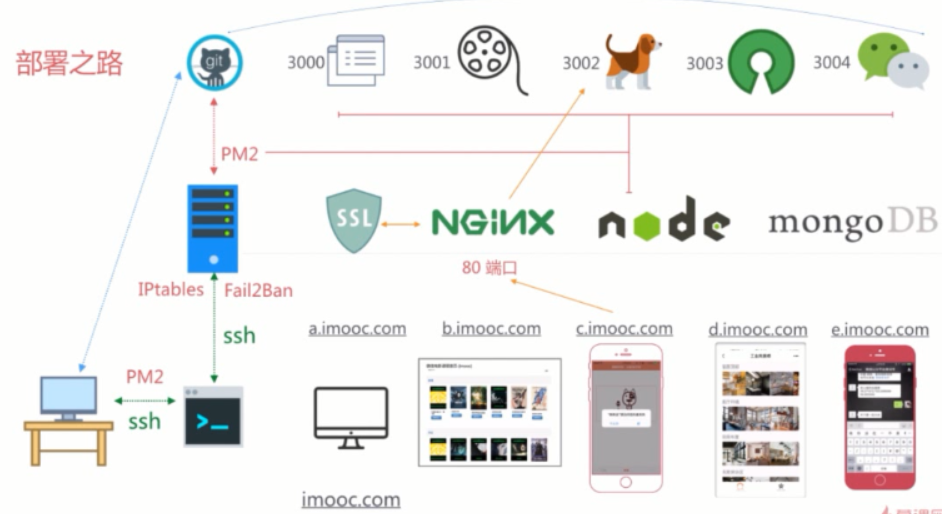 部署之路
git
3000
3001
3002
3003
3004
PM2
SSL
NGINX
node
mongoDB
80 端口
IPtables
Fail2Ban
ssh
a.imooc.com
b.imooc.com
c.imooc.com
d.imooc.com
e.imooc.com
PM2
ssh
>_
imooc.com